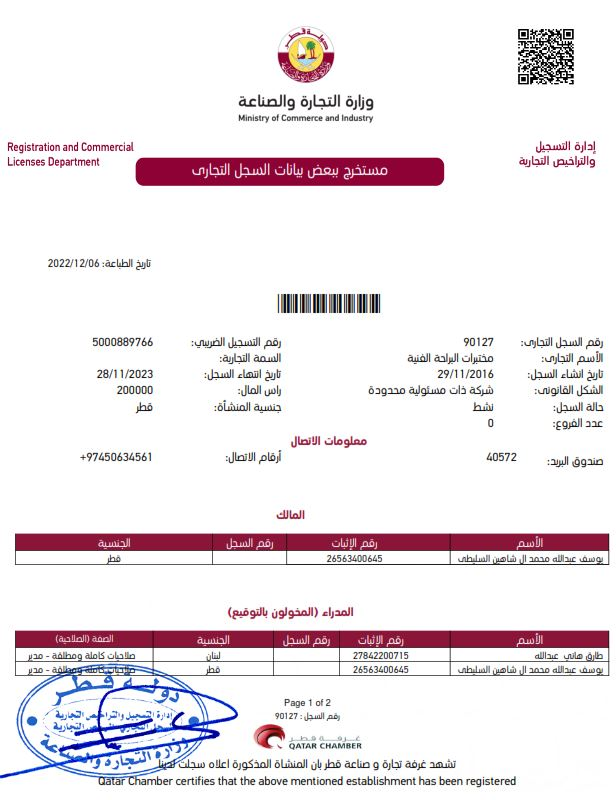 دولة قطر
وزارة التجارة والصناعة
Ministry of Commerce and Industry
Registration and Commercial
Licenses Department
إدارة التسجيل
والتراخيص التجارية
مستخرج ببعض بيانات السجل التجارى
تاريخ الطباعة: 2022/12/06
رقم السجل التجارى: 90127 رقم التسجيل الضريبي: 5000889766
الأسم التجارى: مختبرات البراحة الفنية السمة التجارية:
تاريخ انشاء السجل: 29/11/2016 تاريخ انتهاء السجل: 28/11/2023
الشكل القانونى: شركة ذات مسئولية محدودة راس المال: 200000
حالة السجل: نشط جنسية المنشأة: قطر
عدد الفروع: 0
معلومات الاتصال
صندوق البريد: 40572 أرقام الاتصال: +97450634561
المالك
الأسم رقم الإثبات رقم السجل الجنسية
يوسف عبدالله محمد ال شاهين السليطى 26563400645 قطر
المدراء (المخولون بالتوقيع)
الأسم رقم الإثبات رقم السجل الجنسية الصفة (الصلاحية)
طارق هاني عبدالله 27842200715 لبنان صلاحيات كاملة ومطلقة - مدير
يوسف عبدالله محمد ال شاهين السليطى 26563400645 قطر صلاحيات كاملة ومطلقة - مدير
دولة قطر
إدارة التسجيل والتراخيص التجارية
وزارة التجارة والصناعة
Page 1 of 2
رقم السجل : 90127
غرفة قطر
QATAR CHAMBER
تشهد غرفة تجارة و صناعة قطر بان المنشاة المذكورة اعلاه سجلت لدينا
Qatar Chamber certifies that the above mentioned establishment has been registered